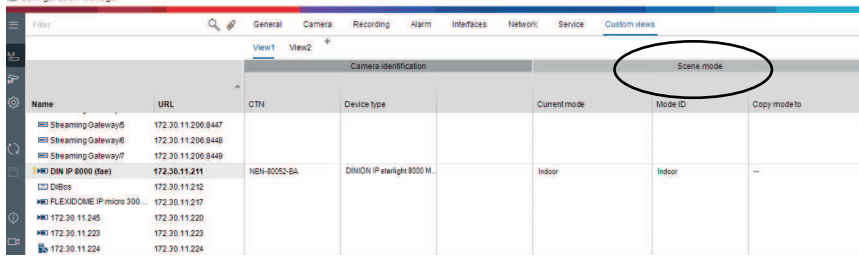 Filter General Camera Recording Alarm Interfaces Network Service Custom views
View1 View2 +
Camera identification Scene mode
Name URL CTN Device type Current mode Mode ID Copy mode to
Streaming Gateway/5 172.30.11.206:8447
Streaming Gateway/6 172.30.11.206:8448
Streaming Gateway/7 172.30.11.206:8449
DIN IP 8000 (fae) 172.30.11.211 NBN-80052-BA DINION IP starlight 8000 M.. Indoor Indoor --
DiBos 172.30.11.212
FLEXIDOME IP micro 300... 172.30.11.217
172.30.11.245 172.30.11.220
172.30.11.223 172.30.11.223
172.30.11.224 172.30.11.224